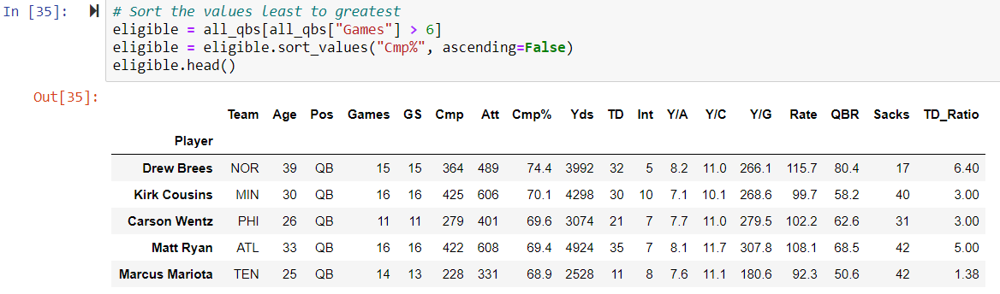 In [35]: # Sort the values least to greatest
eligible = all_qbs[all_qbs["Games"] > 6]
eligible = eligible.sort_values("Cmp%", ascending=False)
eligible.head()
Out[35]:
Team Age Pos Games GS Cmp Att Cmp% Yds TD Int Y/A Y/C Y/G Rate QBR Sacks TD_Ratio
Player
Drew Brees NOR 39 QB 15 15 364 489 74.4 3992 32 5 8.2 11.0 266.1 115.7 80.4 17 6.40
Kirk Cousins MIN 30 QB 16 16 425 606 70.1 4298 30 10 7.1 10.1 268.6 99.7 58.2 40 3.00
Carson Wentz PHI 26 QB 11 11 279 401 69.6 3074 21 7 7.7 11.0 279.5 102.2 62.6 31 3.00
Matt Ryan ATL 33 QB 16 16 422 608 69.4 4924 35 7 8.1 11.7 307.8 108.1 68.5 42 5.00
Marcus Mariota TEN 25 QB 14 13 228 331 68.9 2528 11 8 7.6 11.1 180.6 92.3 50.6 42 1.38